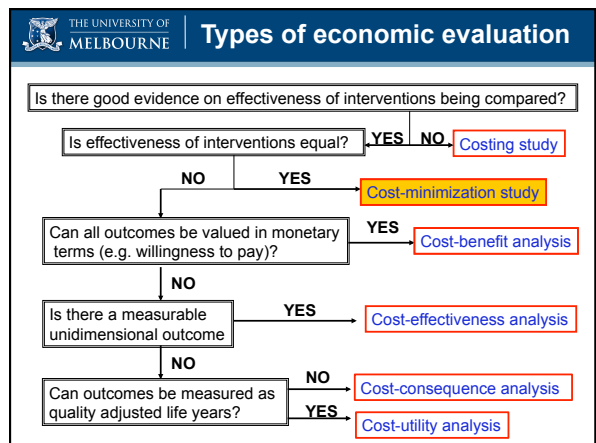 THE UNIVERSITY OF
MELBOURNE
Types of economic evaluation
Is there good evidence on effectiveness of interventions being compared?
Is effectiveness of interventions equal?
YES
NO
Costing study
NO
YES
Cost-minimization study
Can all outcomes be valued in monetary
terms (e.g. willingness to pay)?
YES
Cost-benefit analysis
NO
Is there a measurable
unidimensional outcome
YES
Cost-effectiveness analysis
NO
Can outcomes be measured as
quality adjusted life years?
NO
Cost-consequence analysis
YES
Cost-utility analysis